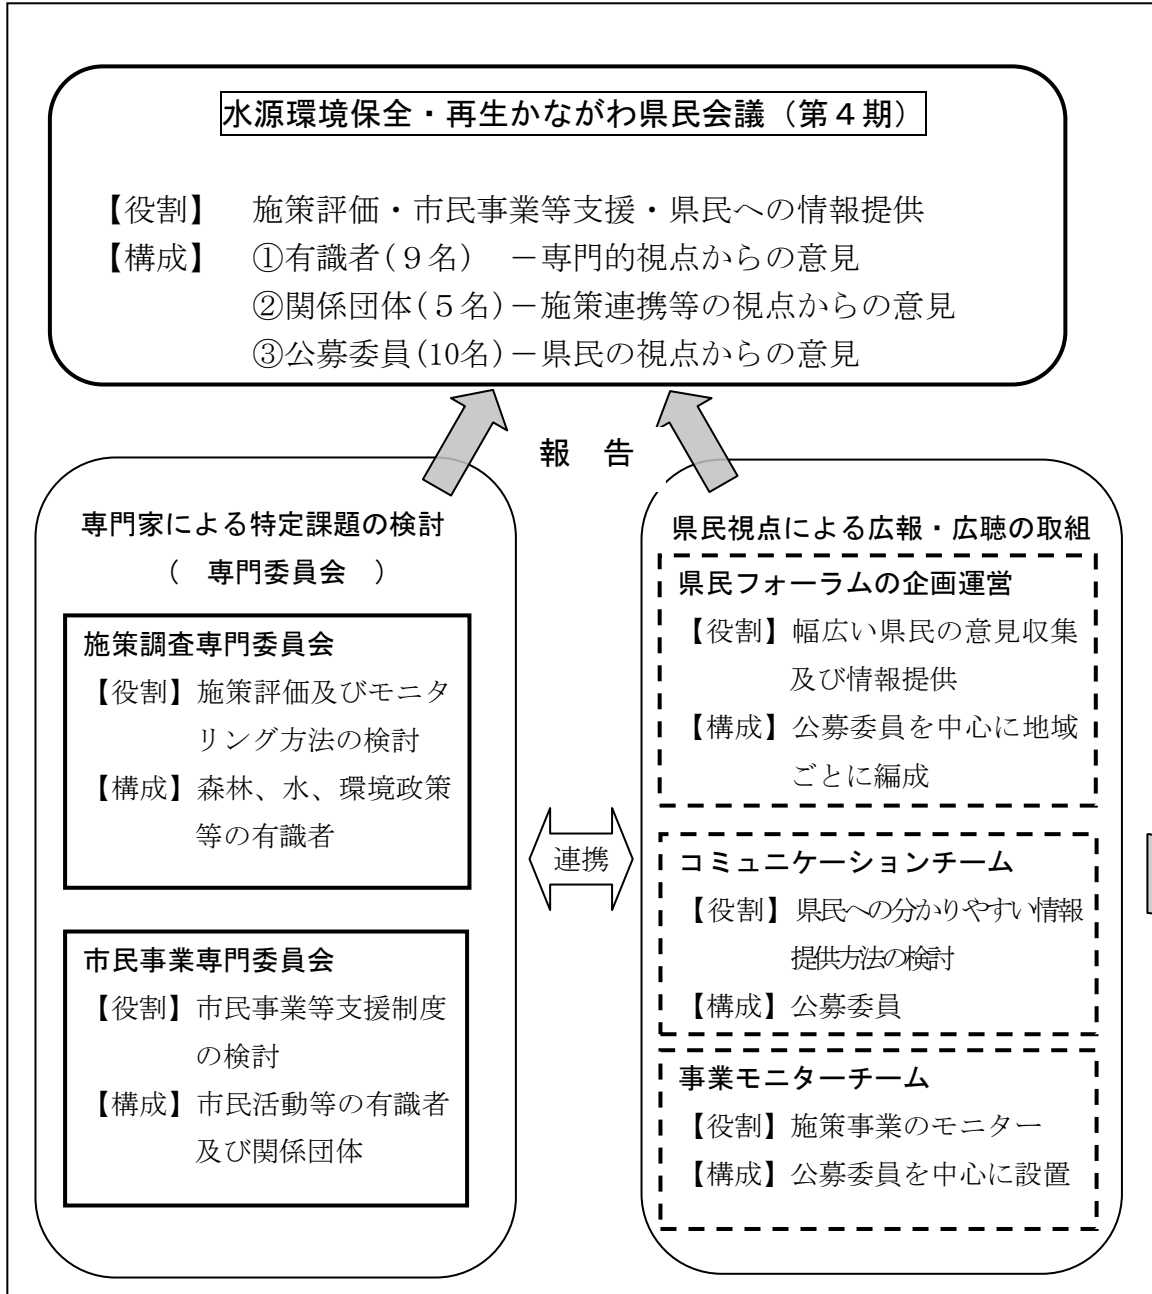 水源環境保全・再生かながわ県民会議（第４期）
【役割】　施策評価・市民事業等支援・県民への情報提供
【構成】　①有識者(９名)　－専門的視点からの意見
②関係団体(５名)－施策連携等の視点からの意見
③公募委員(10名)－県民の視点からの意見
報　告
専門家による特定課題の検討
（　専門委員会　）
施策調査専門委員会
【役割】施策評価及びモニタ
リング方法の検討
【構成】森林、水、環境政策
等の有識者
市民事業専門委員会
【役割】市民事業等支援制度
の検討
【構成】市民活動等の有識者
及び関係団体
連携
県民視点による広報・広聴の取組
県民フォーラムの企画運営
【役割】幅広い県民の意見収集
及び情報提供
【構成】公募委員を中心に地域
ごとに編成
コミュニケーションチーム
【役割】県民への分かりやすい情報
提供方法の検討
【構成】公募委員
事業モニターチーム
【役割】施策事業のモニター
【構成】公募委員を中心に設置